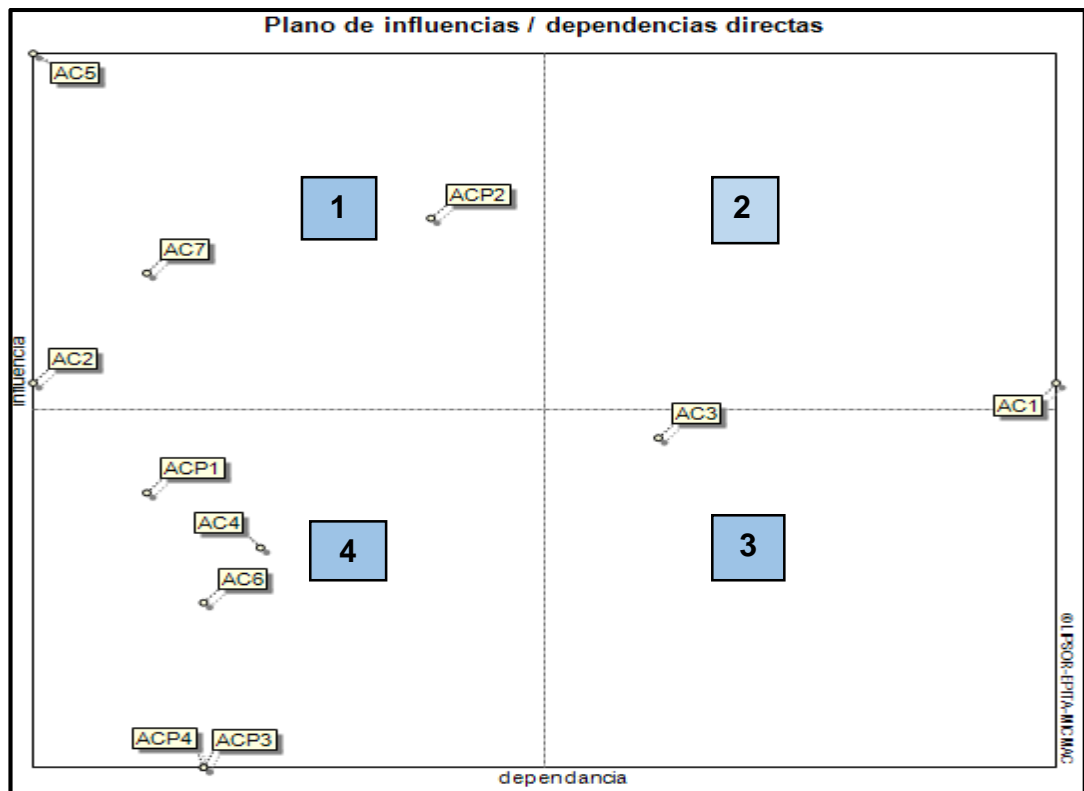 Plano de influencias / dependencias directas
AC5
ACP2
1
2
AC7
AC2
influencia
AC3
AC1
ACP1
AC4
4
3
AC6
ACP4
ACP3
dependancia
© LIPSOR-EPITA-MICMAC